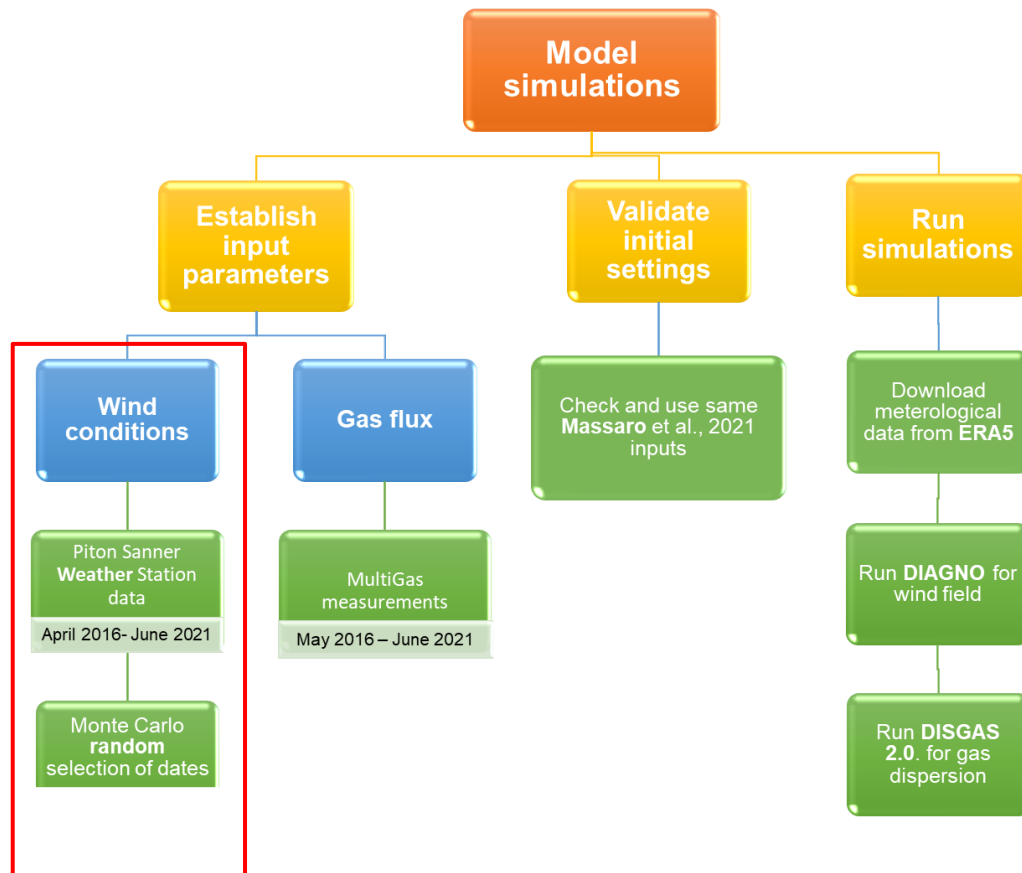 Model
simulations
Establish
input
parameters
Validate
initial
settings
Run
simulations
Wind
conditions
Gas flux
Check and use same
Massaro et al., 2021
inputs
Download
meterological
data from ERA5
Piton Sanner
Weather Station
data
April 2016- June 2021
MultiGas
measurements
May 2016 – June 2021
Run DIAGNO for
wind field
Monte Carlo
random
selection of dates
Run DISGAS
2.0. for gas
dispersion